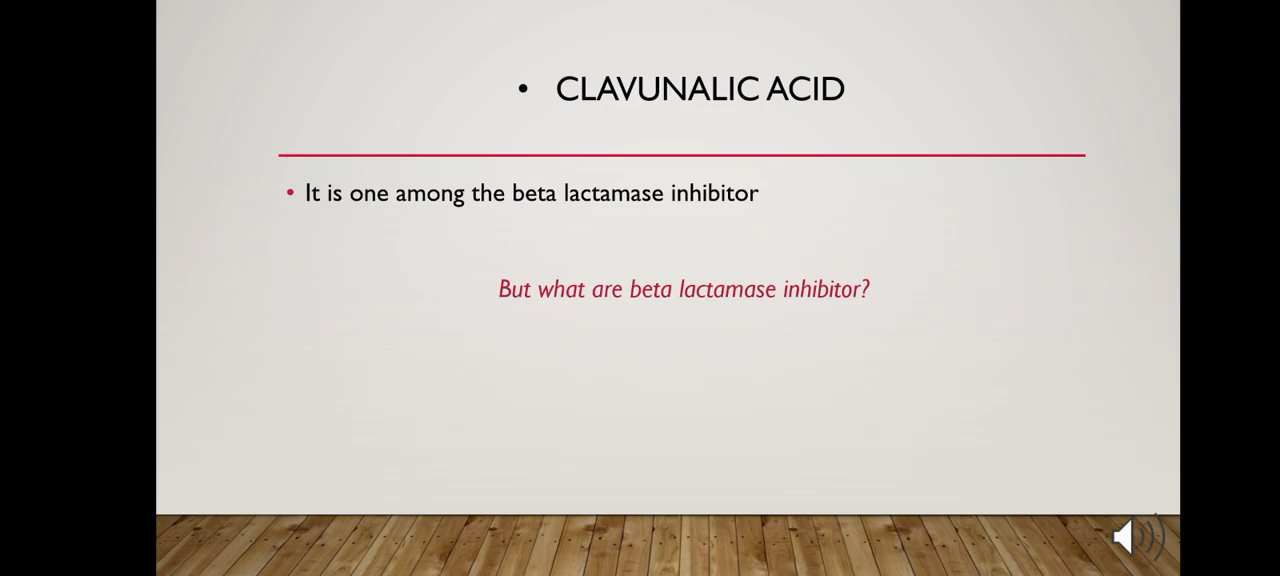 • CLAVUNALIC ACID
• It is one among the beta lactamase inhibitor
But what are beta lactamase inhibitor?